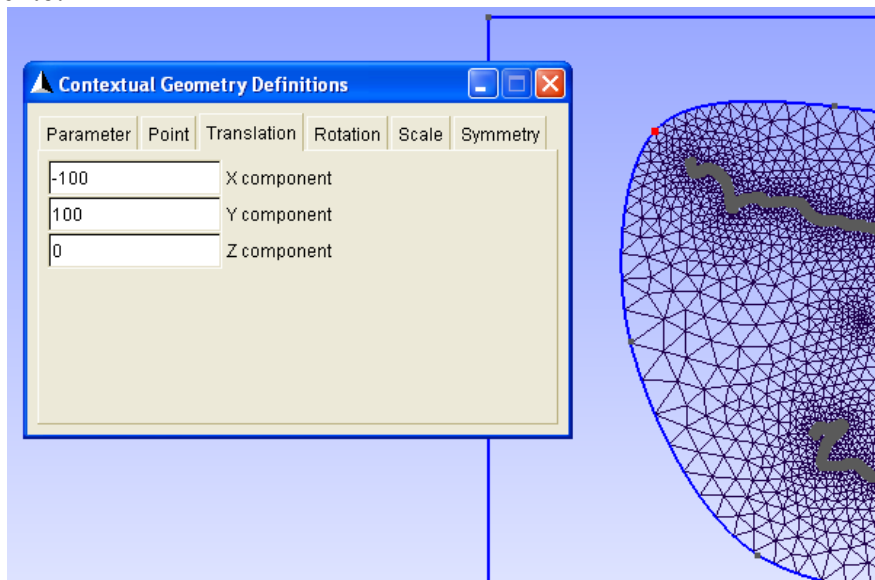 Contextual Geometry Definitions
Parameter Point Translation Rotation Scale Symmetry
-100 X component
100 Y component
0 Z component